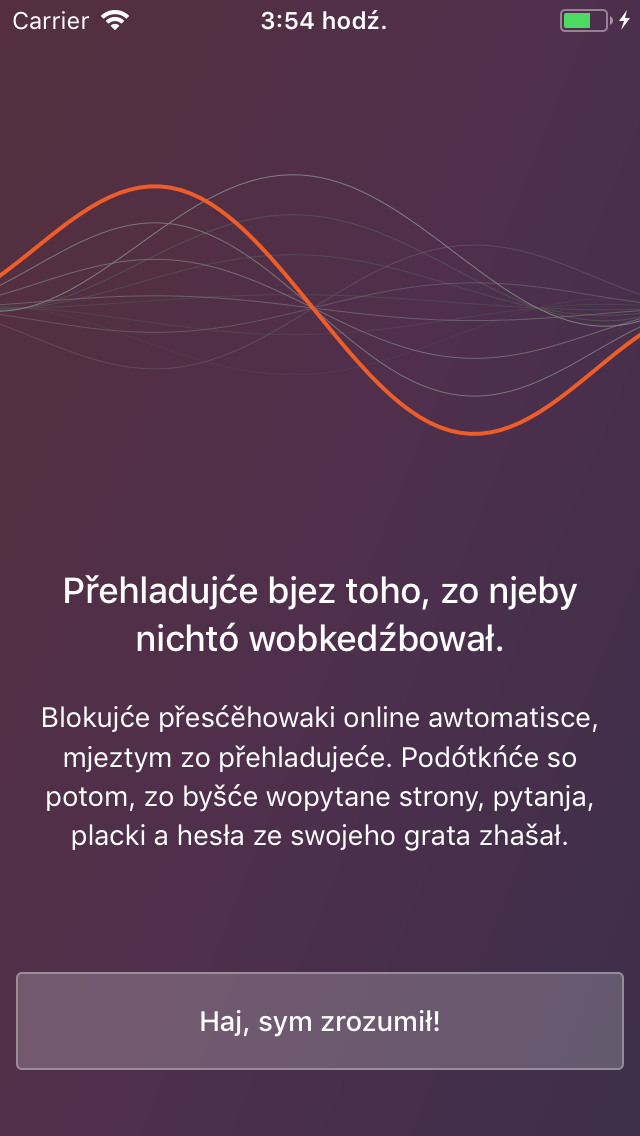 Carrier 3:54 hodź.
Přehladujće bjez toho, zo njeby
nichtó wobkedźbował.
Blokujće přesćěhowaki online awtomatisce,
mjeztym zo přehladujeće. Podótkńće so
potom, zo byšće wopytane strony, pytanja,
placki a hesła ze swojeho grata zhašał.
Haj, sym zrozumił!